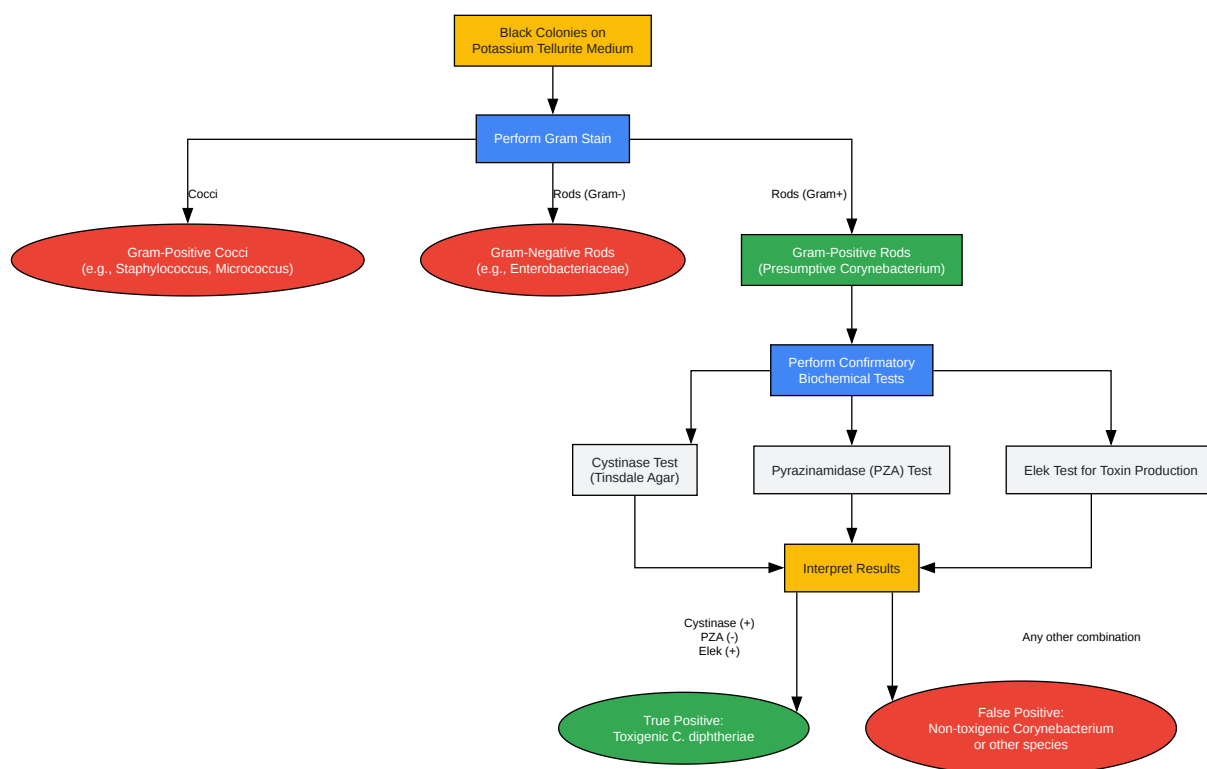 Black Colonies on
Potassium Tellurite Medium
Perform Gram Stain
Cocci
Rods (Gram-)
Rods (Gram+)
Gram-Positive Cocci
(e.g., Staphylococcus, Micrococcus)
Gram-Negative Rods
(e.g., Enterobacteriaceae)
Gram-Positive Rods
(Presumptive Corynebacterium)
Perform Confirmatory
Biochemical Tests
Cystinase Test
(Tinsdale Agar)
Pyrazinamidase (PZA) Test
Elek Test for Toxin Production
Interpret Results
Cystinase (+)
PZA (-)
Elek (+)
Any other combination
True Positive:
Toxigenic C. diphtheriae
False Positive:
Non-toxigenic Corynebacterium
or other species